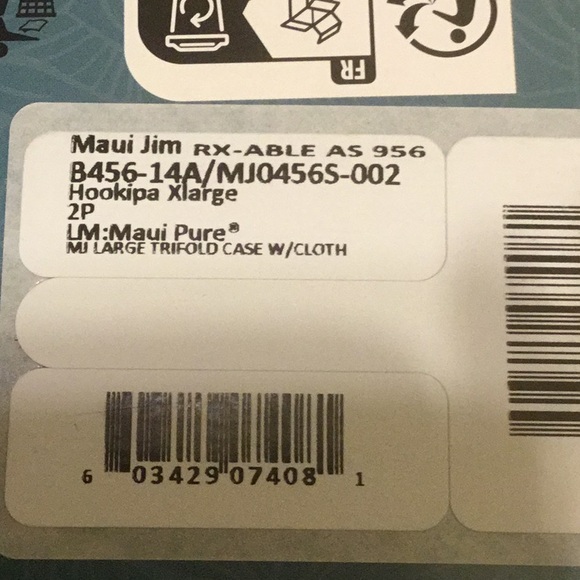 FR
Maui Jim RX-ABLE AS 956
B456-14A/MJ0456S-002
Hookipa Xlarge
2P
LM:Maui Pure®
MJ LARGE TRIFOLD CASE W/CLOTH
6 03429 07408 1